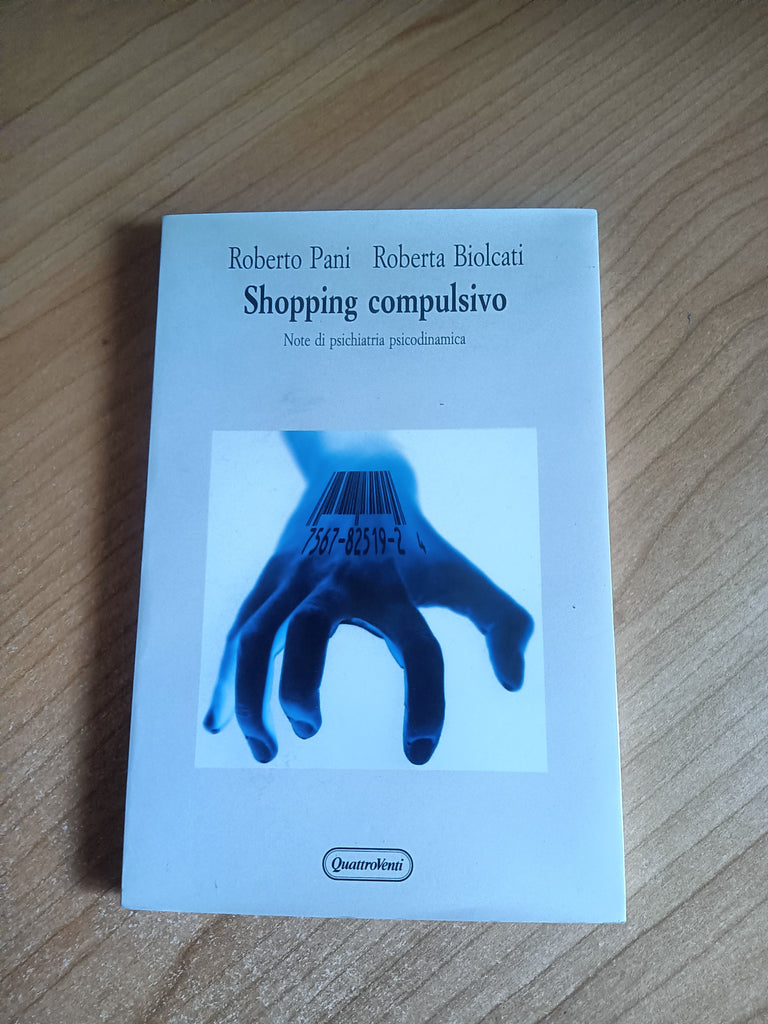 Roberto Pani Roberta Biolcati
Shopping compulsivo
Note di psichiatria psicodinamica
7567-82519-2 4
QuattroVenti